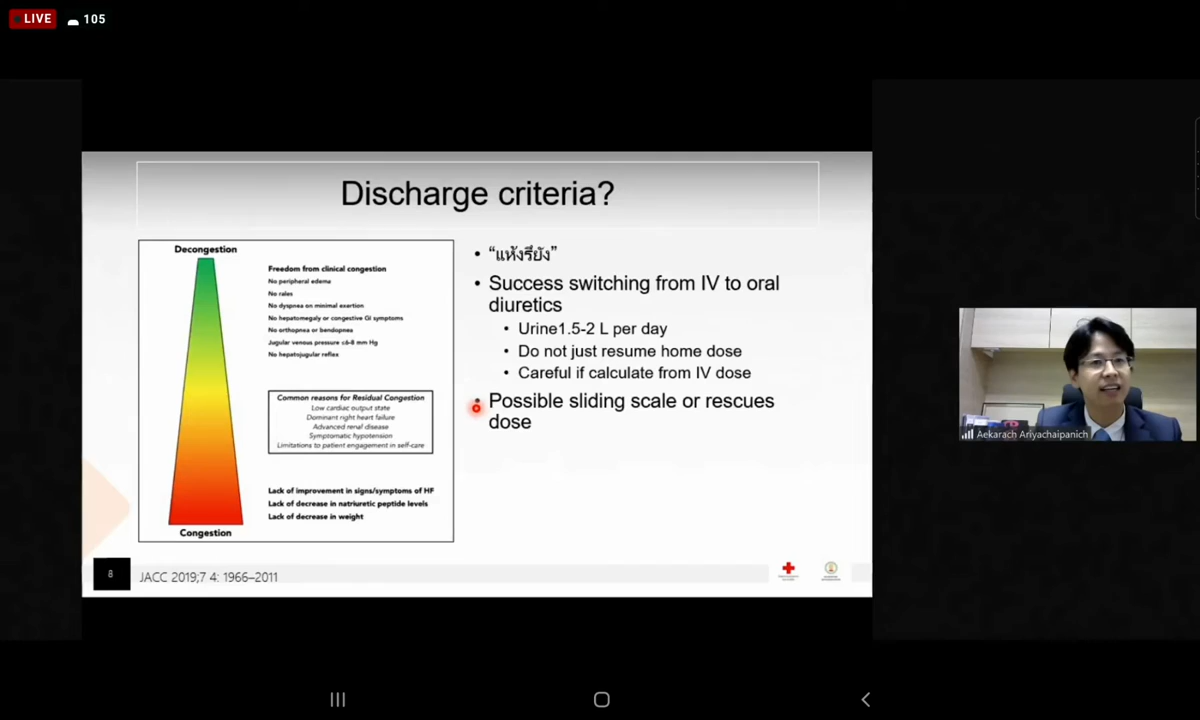 LIVE 105
Discharge criteria?
Decongestion
Freedom from clinical congestion
No peripheral edema
No rales
No dyspnea on minimal exertion
No hepatomegaly or congestive GI symptoms
No orthopnea or bendopnea
Jugular venous pressure ≤6-8 mm Hg
No hepatojugular reflex
Common reasons for Residual Congestion
Low cardiac output state
Dominant right heart failure
Advanced renal disease
Symptomatic hypotension
Limitations to patient engagement in self-care
Lack of improvement in signs/symptoms of HF
Lack of decrease in natriuretic peptide levels
Lack of decrease in weight
Congestion
• “แห้งรึยัง”
• Success switching from IV to oral
diuretics
• Urine1.5-2 L per day
• Do not just resume home dose
• Careful if calculate from IV dose
• Possible sliding scale or rescues
dose
8
JACC 2019;7 4: 1966–2011
Aekarach Ariyachaipanich